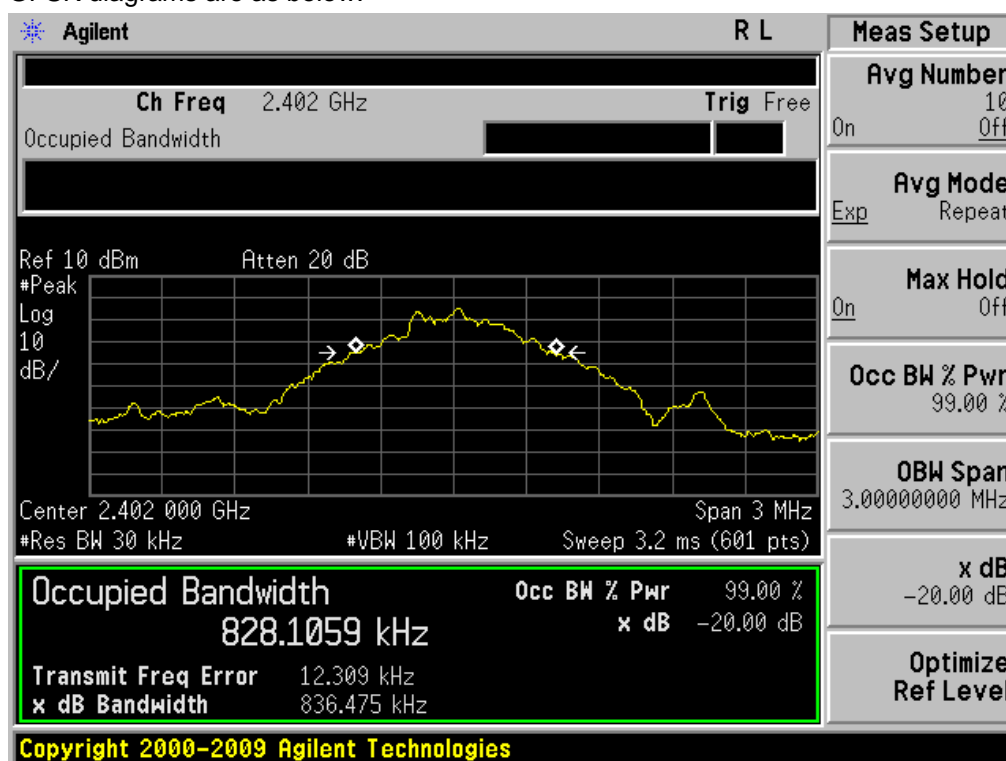 Agilent R L
Ch Freq 2.402 GHz Trig Free
Occupied Bandwidth
Ref 10 dBm Atten 20 dB
#Peak
Log
10
dB/
Center 2.402 000 GHz Span 3 MHz
#Res BW 30 kHz #VBW 100 kHz Sweep 3.2 ms (601 pts)
Occupied Bandwidth
828.1059 kHz
Occ BW % Pwr 99.00 %
x dB -20.00 dB
Transmit Freq Error 12.309 kHz
x dB Bandwidth 836.475 kHz
Copyright 2000-2009 Agilent Technologies
Meas Setup
Avg Number
10
On Off
Avg Mode
Exp Repeat
Max Hold
On Off
Occ BW % Pwr
99.00 %
OBW Span
3.00000000 MHz
x dB
-20.00 dB
Optimize
Ref Level